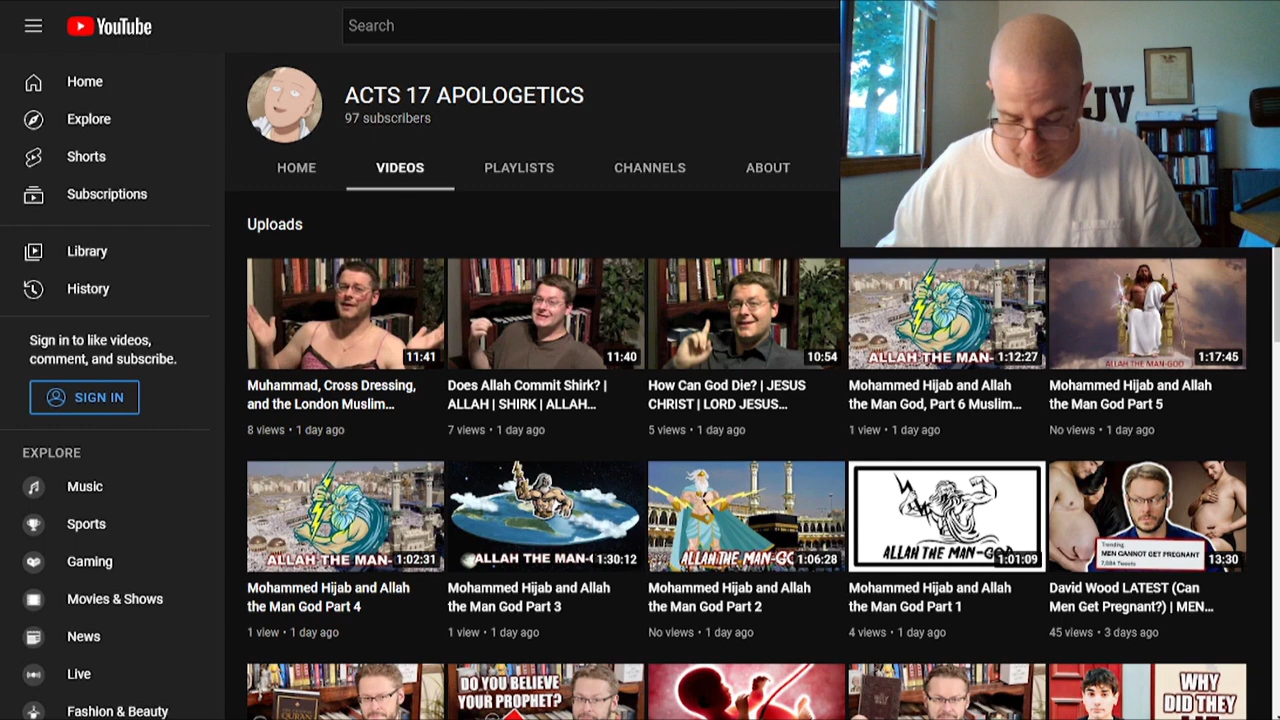 YouTube
Search
Home
Explore
Shorts
Subscriptions
Library
History
Sign in to like videos,
comment, and subscribe.
SIGN IN
EXPLORE
Music
Sports
Gaming
Movies & Shows
News
Live
Fashion & Beauty
ACTS 17 APOLOGETICS
97 subscribers
HOME VIDEOS PLAYLISTS CHANNELS ABOUT
JV
Uploads
11:41
Muhammad, Cross Dressing,
and the London Muslim...
8 views • 1 day ago
11:40
Does Allah Commit Shirk? |
ALLAH | SHIRK | ALLAH...
7 views • 1 day ago
10:54
How Can God Die? | JESUS
CHRIST | LORD JESUS...
5 views • 1 day ago
ALLAH THE MAN-
1:12:27
Mohammed Hijab and Allah
the Man God, Part 6 Muslim...
1 view • 1 day ago
ALLAH THE MAN-GOD
1:17:45
Mohammed Hijab and Allah
the Man God Part 5
No views • 1 day ago
ALLAH THE MAN-
1:02:31
Mohammed Hijab and Allah
the Man God Part 4
1 view • 1 day ago
ALLAH THE MAN-
1:30:12
Mohammed Hijab and Allah
the Man God Part 3
1 view • 1 day ago
ALLAH THE MAN-GO
1:06:28
Mohammed Hijab and Allah
the Man God Part 2
No views • 1 day ago
ALLAH THE MAN-GOD
1:01:09
Mohammed Hijab and Allah
the Man God Part 1
4 views • 1 day ago
Trending
MEN CANNOT GET PREGNANT
7,884 Tweets
13:30
David Wood LATEST (Can
Men Get Pregnant?) | MEN...
45 views • 3 days ago
DO YOU BELIEVE
YOUR PROPHET?
WHY
DID THEY